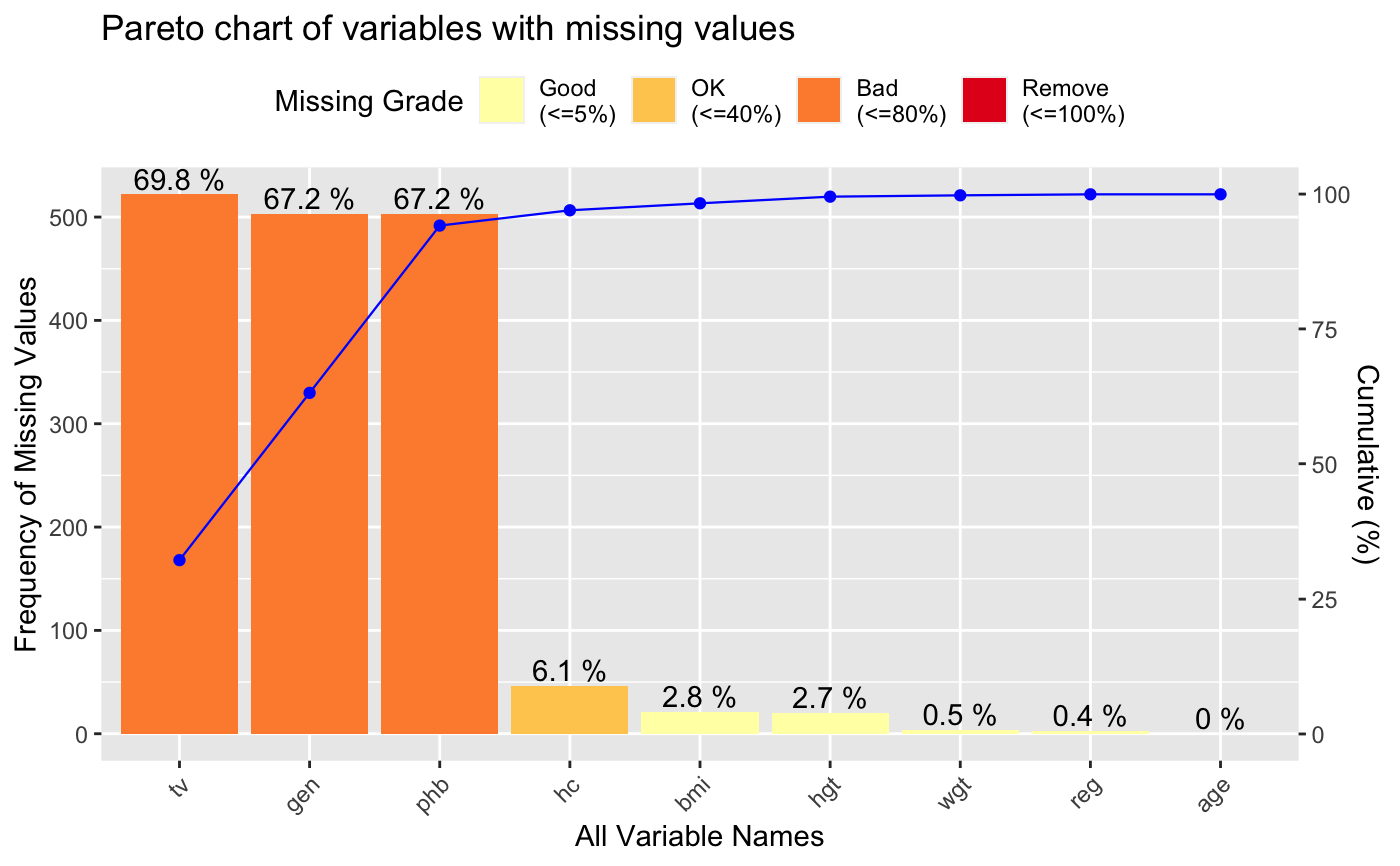 Pareto chart of variables with missing values
Missing Grade
Good
(<=5%)
OK
(<=40%)
Bad
(<=80%)
Remove
(<=100%)
69.8 %
67.2 %
67.2 %
6.1 %
2.8 %
2.7 %
0.5 %
0.4 %
0 %
500
400
300
200
100
0
Frequency of Missing Values
100
75
50
25
0
Cumulative (%)
tv
gen
phb
hc
bmi
hgt
wgt
reg
age
All Variable Names